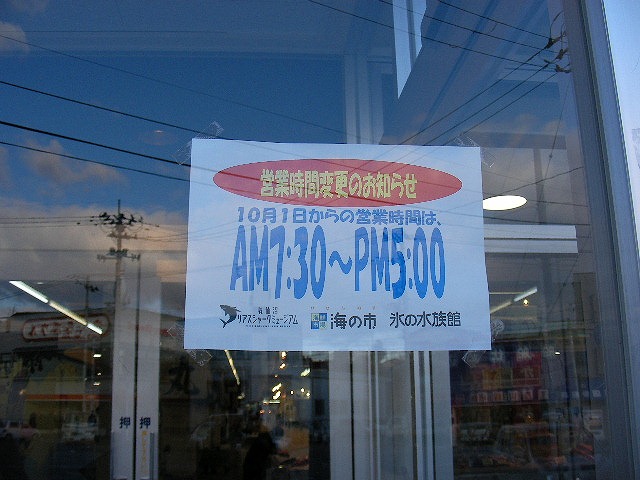 営業時間変更のお知らせ
10月1日からの営業時間は、
AM7:30～PM5:00
リアスシャークミュージアム
海の市 氷の水族館
押 押